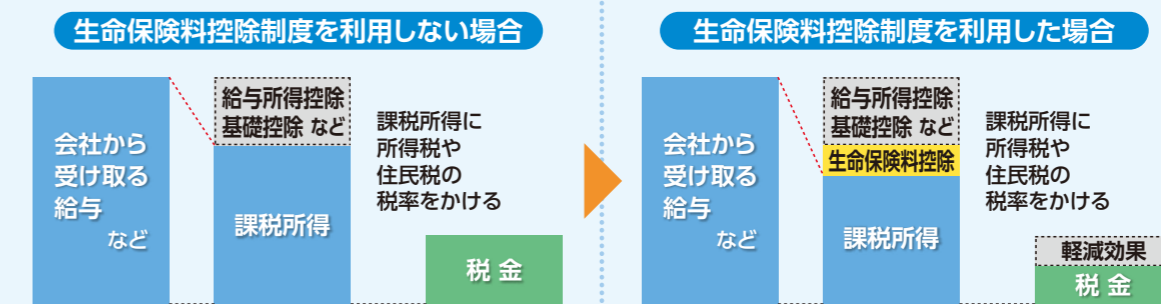 生命保険料控除制度を利用しない場合
会社から
受け取る
給与
など
給与所得控除
基礎控除 など
課税所得
課税所得に
所得税や
住民税の
税率をかける
税金
生命保険料控除制度を利用した場合
会社から
受け取る
給与
など
給与所得控除
基礎控除 など
生命保険料控除
課税所得
課税所得に
所得税や
住民税の
税率をかける
軽減効果
税金